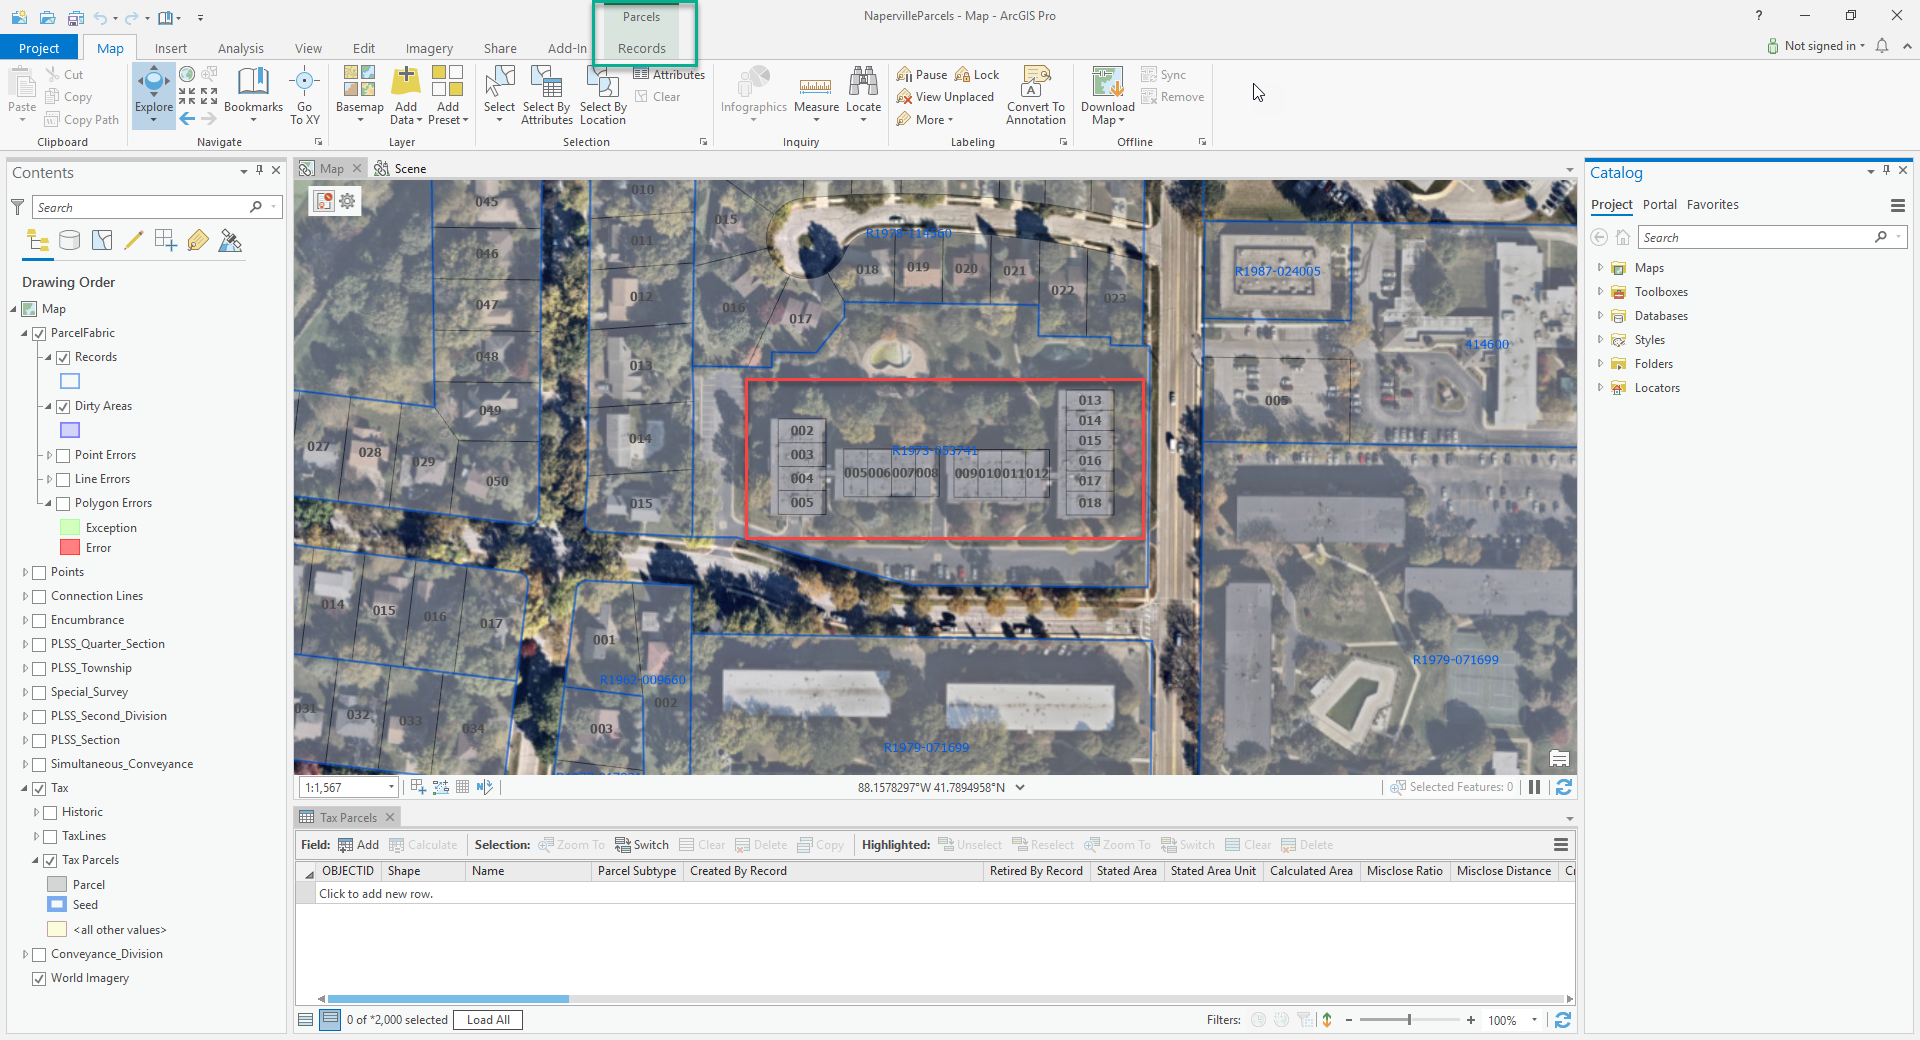 Parcels
NapervilleParcels - Map - ArcGIS Pro
?
Project
Map
Insert
Analysis
View
Edit
Imagery
Share
Add-In
Records
Not signed in
Paste
Cut
Copy
Copy Path
Clipboard
Explore
Bookmarks
Go
To XY
Navigate
Basemap
Add
Data
Add
Preset
Layer
Select
Select By
Attributes
Select By
Location
Attributes
Clear
Selection
Infographics
Measure
Locate
Inquiry
Pause
Lock
View Unplaced
More
Convert To
Annotation
Labeling
Download
Map
Sync
Remove
Offline
Contents
Search
Drawing Order
Map
ParcelFabric
Records
Dirty Areas
Point Errors
Line Errors
Polygon Errors
Exception
Error
Points
Connection Lines
Encumbrance
PLSS_Quarter_Section
PLSS_Township
Special_Survey
PLSS_Second_Division
PLSS_Section
Simultaneous_Conveyance
Tax
Historic
TaxLines
Tax Parcels
Parcel
Seed
<all other values>
Conveyance_Division
World Imagery
Map
Scene
045
010
015
011
046
012
047
016
017
018
019
020
021
022
023
R1987-024005
414600
048
013
049
005
027
028
029
014
050
015
002
003
004
005
R1973-053741
005006007008
009010011012
013
014
015
016
017
018
014
015
016
017
001
R1962-009660
002
003
031
032
033
034
R1979-071699
R1979-071699
1:1,567
88.1578297°W 41.7894958°N
Selected Features: 0
Tax Parcels
Field:
Add
Calculate
Selection:
Zoom To
Switch
Clear
Delete
Copy
Highlighted:
Unselect
Reselect
Zoom To
Switch
Clear
Delete
OBJECTID
Shape
Name
Parcel Subtype
Created By Record
Retired By Record
Stated Area
Stated Area Unit
Calculated Area
Misclose Ratio
Misclose Distance
Click to add new row.
0 of *2,000 selected
Load All
Filters:
100%
Catalog
Project
Portal
Favorites
Search
Maps
Toolboxes
Databases
Styles
Folders
Locators